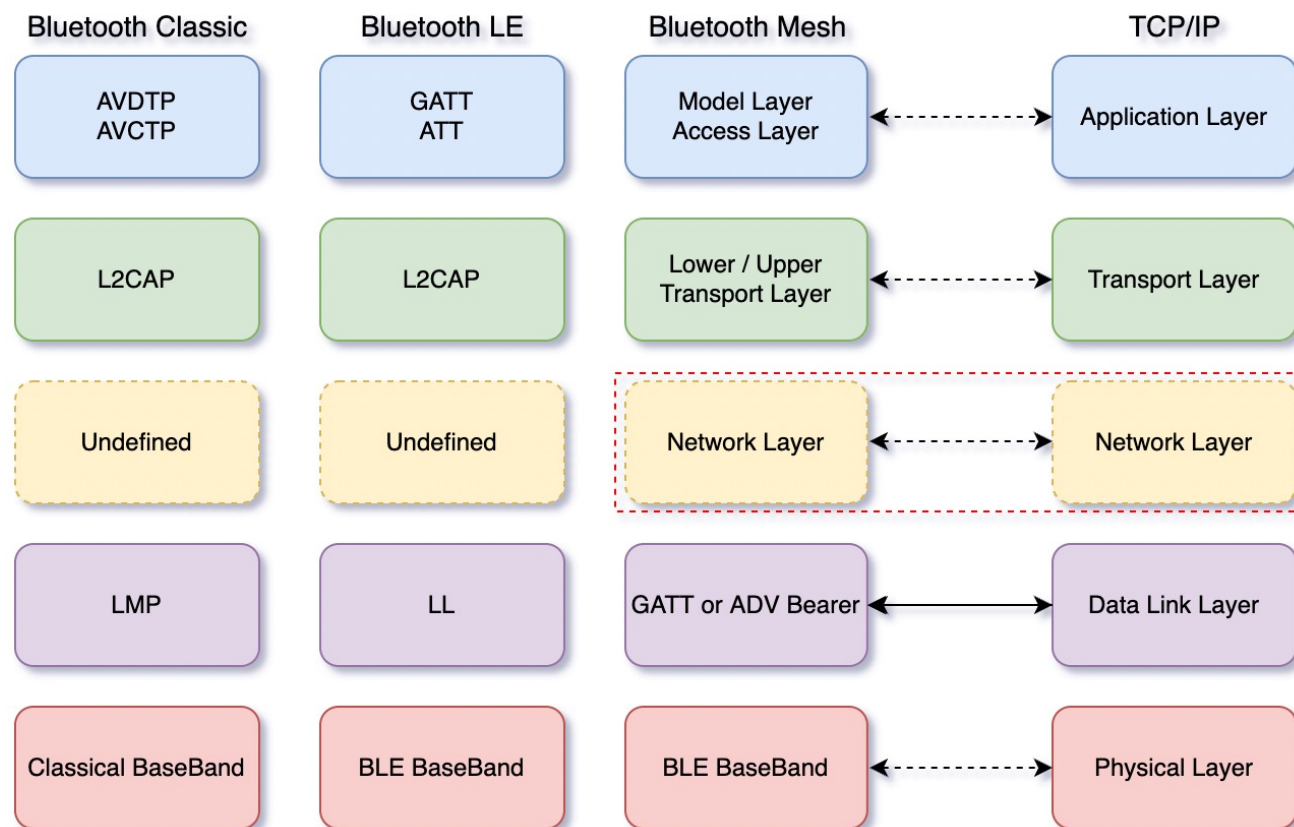 Bluetooth Classic
Bluetooth LE
Bluetooth Mesh
TCP/IP
AVDTP
AVCTP
GATT
ATT
Model Layer
Access Layer
Application Layer
L2CAP
L2CAP
Lower / Upper
Transport Layer
Transport Layer
Undefined
Undefined
Network Layer
Network Layer
LMP
LL
GATT or ADV Bearer
Data Link Layer
Classical BaseBand
BLE BaseBand
BLE BaseBand
Physical Layer